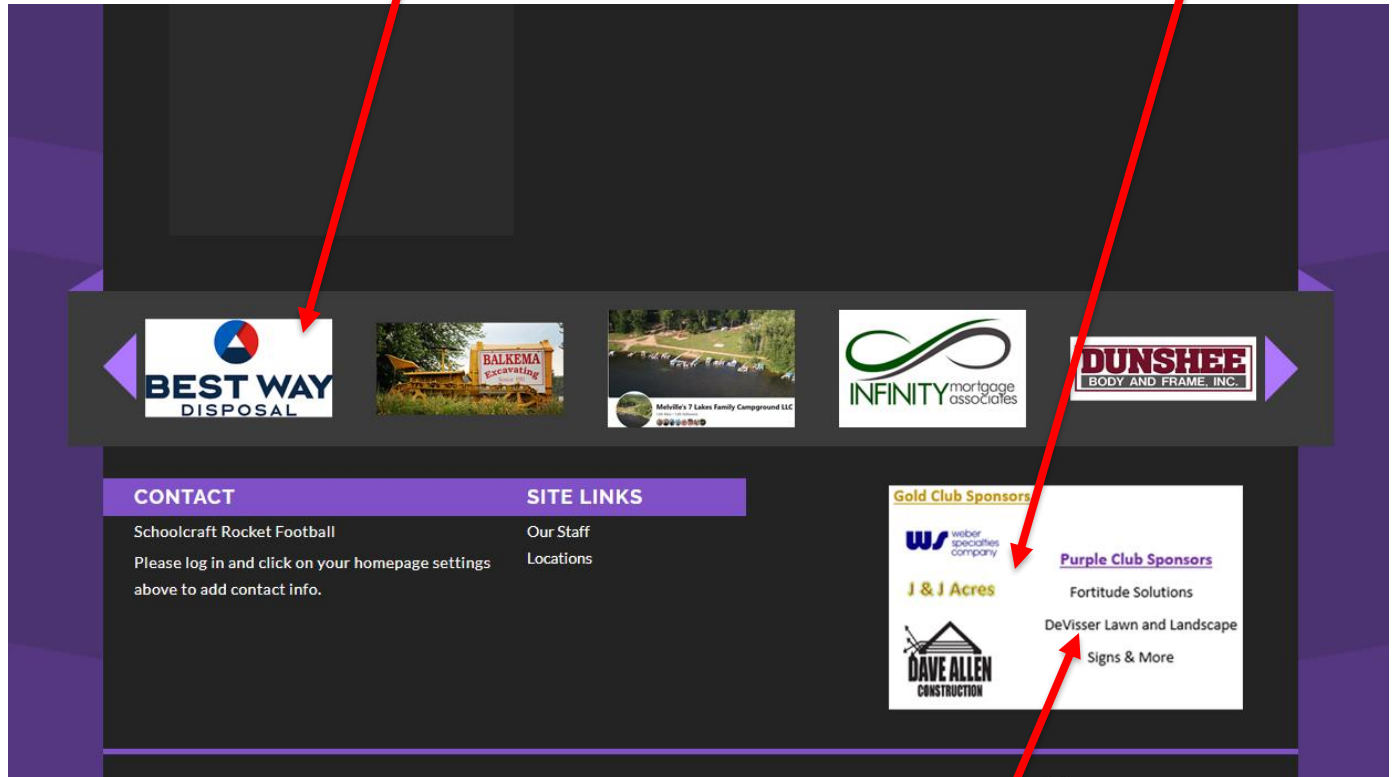 BEST WAY
DISPOSAL
BALKEMA
Excavating
Melville's 7 Lakes Family Campground LLC
INFINITY mortgage
associates
DUNSHEE
BODY AND FRAME, INC.
CONTACT
Schoolcraft Rocket Football
Please log in and click on your homepage settings
above to add contact info.
SITE LINKS
Our Staff
Locations
Gold Club Sponsors
WS weber
specialties
company
J & J Acres
DAVE ALLEN
CONSTRUCTION
Purple Club Sponsors
Fortitude Solutions
DeVisser Lawn and Landscape
Signs & More